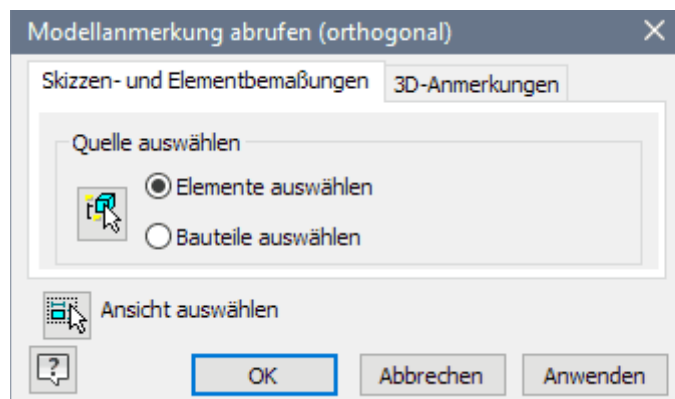 Modellanmerkung abrufen (orthogonal)
Skizzen- und Elementbemaßungen
3D-Anmerkungen
Quelle auswählen
Elemente auswählen
Bauteile auswählen
Ansicht auswählen
?
OK
Abbrechen
Anwenden